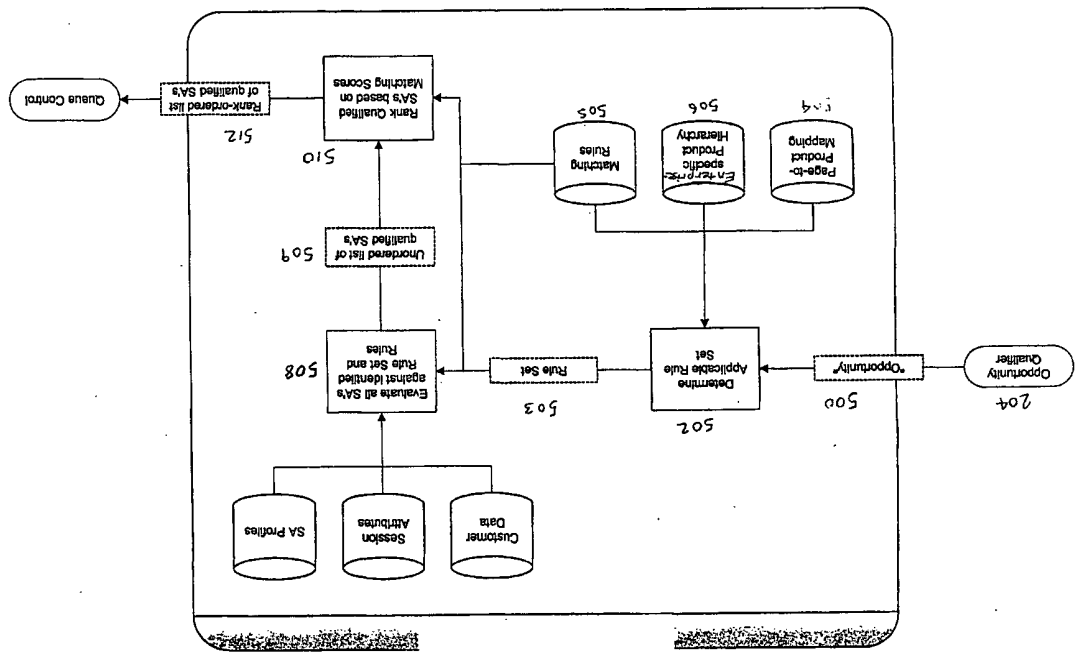 Customer
Data
Session
Attributes
SA Profiles
204
Opportunity
Qualifier
500
"Opportunity"
502
Determine
Applicable Rule
Set
503
Rule Set
508
Evaluate all SA's
against Identified
Rule Set and
Rules
509
Unordered list of
qualified SA's
Page-to-
Product
Mapping
506
Enterprise-
specific
Product
Hierarchy
505
Matching
Rules
510
Rank Qualified
SA's based on
Matching Scores
512
Rank-ordered list
of qualified SA's
Queue Control